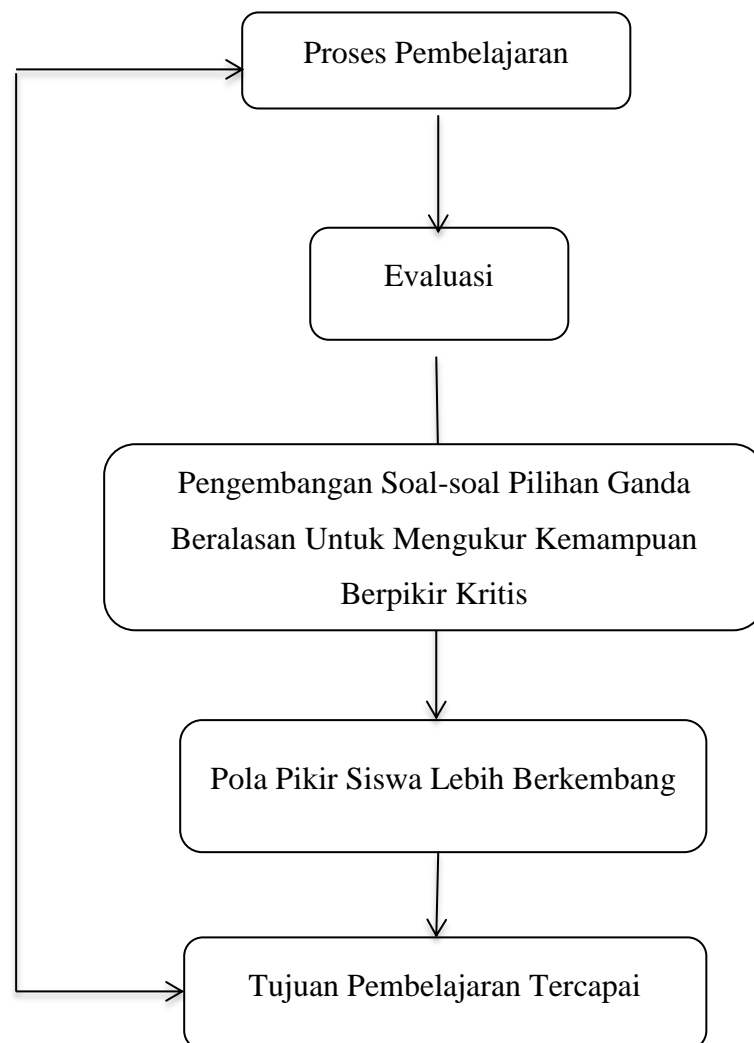 Proses Pembelajaran
Evaluasi
Pengembangan Soal-soal Pilihan Ganda
Beralasan Untuk Mengukur Kemampuan
Berpikir Kritis
Pola Pikir Siswa Lebih Berkembang
Tujuan Pembelajaran Tercapai